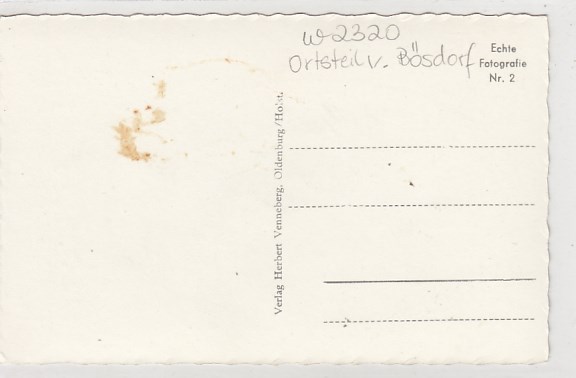 w2320
Ortsteil v. Bösdorf
Echte
Fotografie
Nr. 2
Verlag Herbert Venneberg, Oldenburg/Holst.